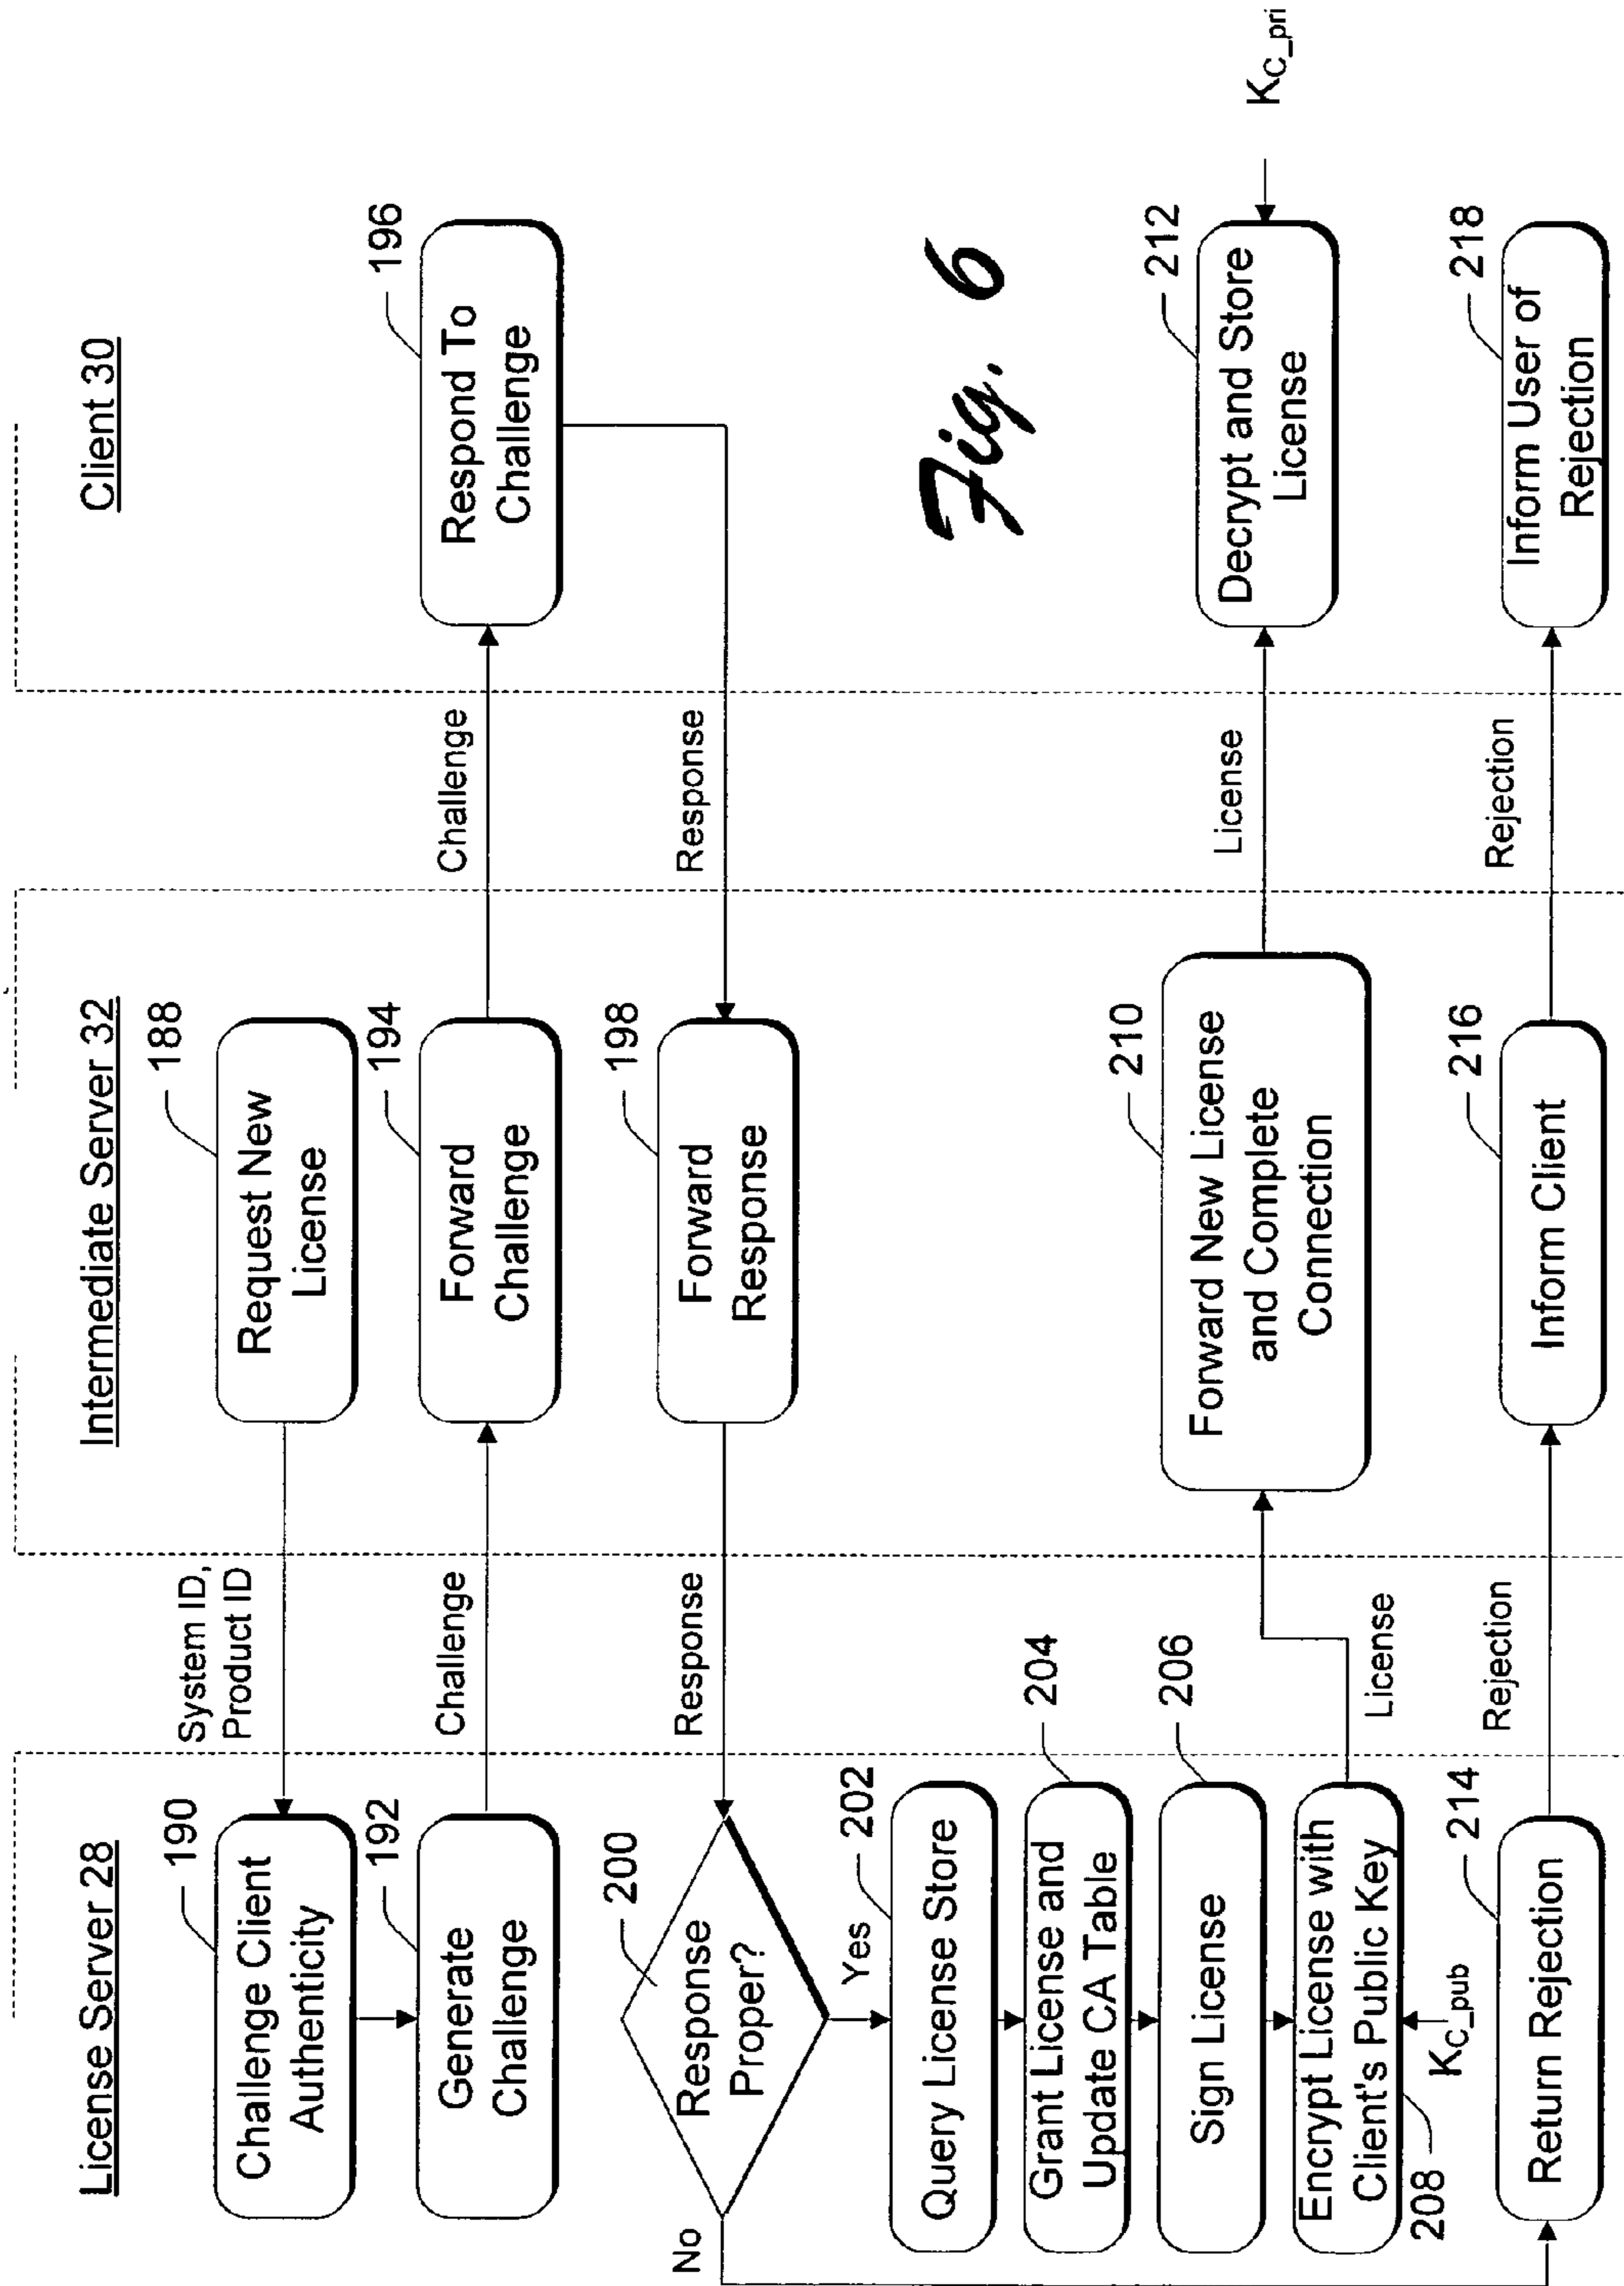 License Server 28
Intermediate Server 32
Client 30
190
Challenge Client
Authenticity
System ID,
Product ID
188
Request New
License
192
Generate
Challenge
Challenge
194
Forward
Challenge
Challenge
196
Respond To
Challenge
200
Response
Proper?
Response
198
Forward
Response
Response
No
Yes
202
Query License Store
204
Grant License and
Update CA Table
206
Sign License
Encrypt License with
Client's Public Key
208
KC_pub
License
210
Forward New License
and Complete
Connection
License
212
Decrypt and Store
License
KC_pri
214
Return Rejection
Rejection
216
Inform Client
Rejection
218
Inform User of
Rejection
Fig. 6